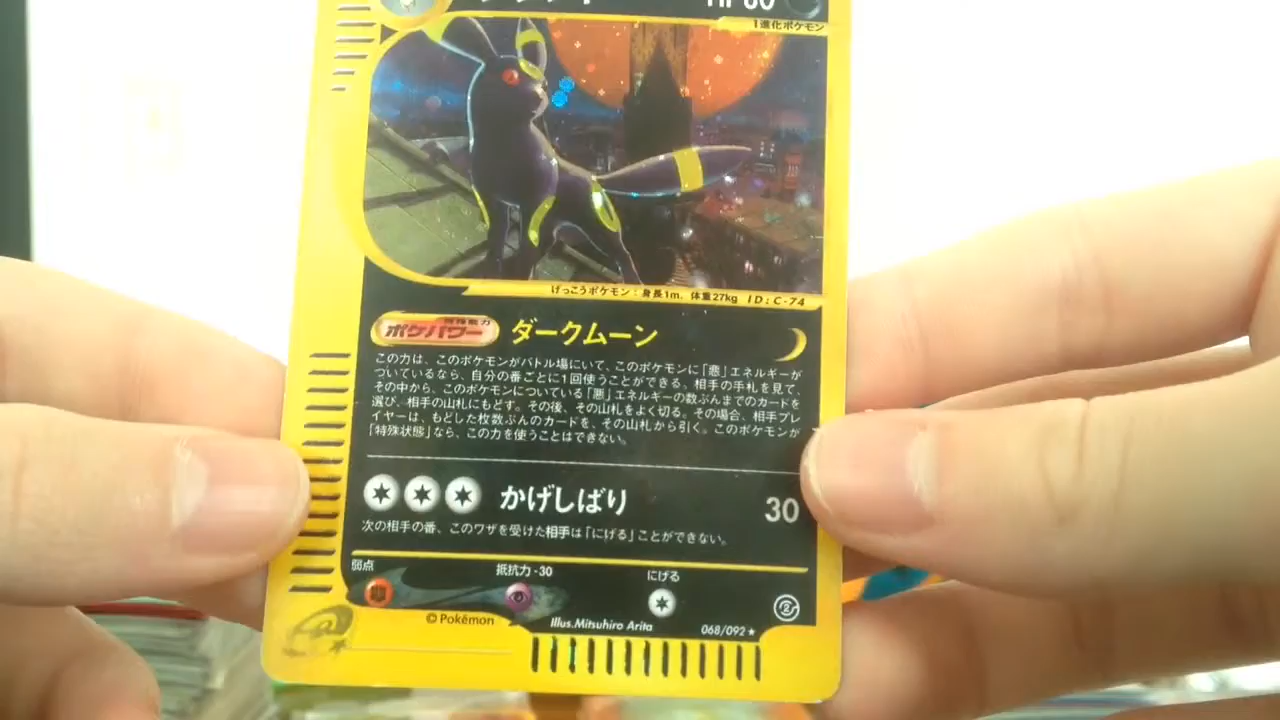 1進化ポケモン
げっこうポケモン：身長1m、体重27kg ID：C-74
特殊能力
ポケパワー ダークムーン
この力は、このポケモンがバトル場にいて、このポケモンに「悪」エネルギーが
ついているなら、自分の番ごとに1回使うことができる。相手の手札を見て、
その中から、このポケモンについている「悪」エネルギーの数ぶんまでのカードを
選び、相手の山札にもどす。その後、その山札をよく切る。その場合、相手プレ
イヤーは、もどした枚数ぶんのカードを、その山札から引く。このポケモンが
「特殊状態」なら、この力を使うことはできない。
かげしばり 30
次の相手の番、このワザを受けた相手は「にげる」ことができない。
弱点 抵抗力-30 にげる
©Pokémon Illus.Mitsuhiro Arita 068/092★